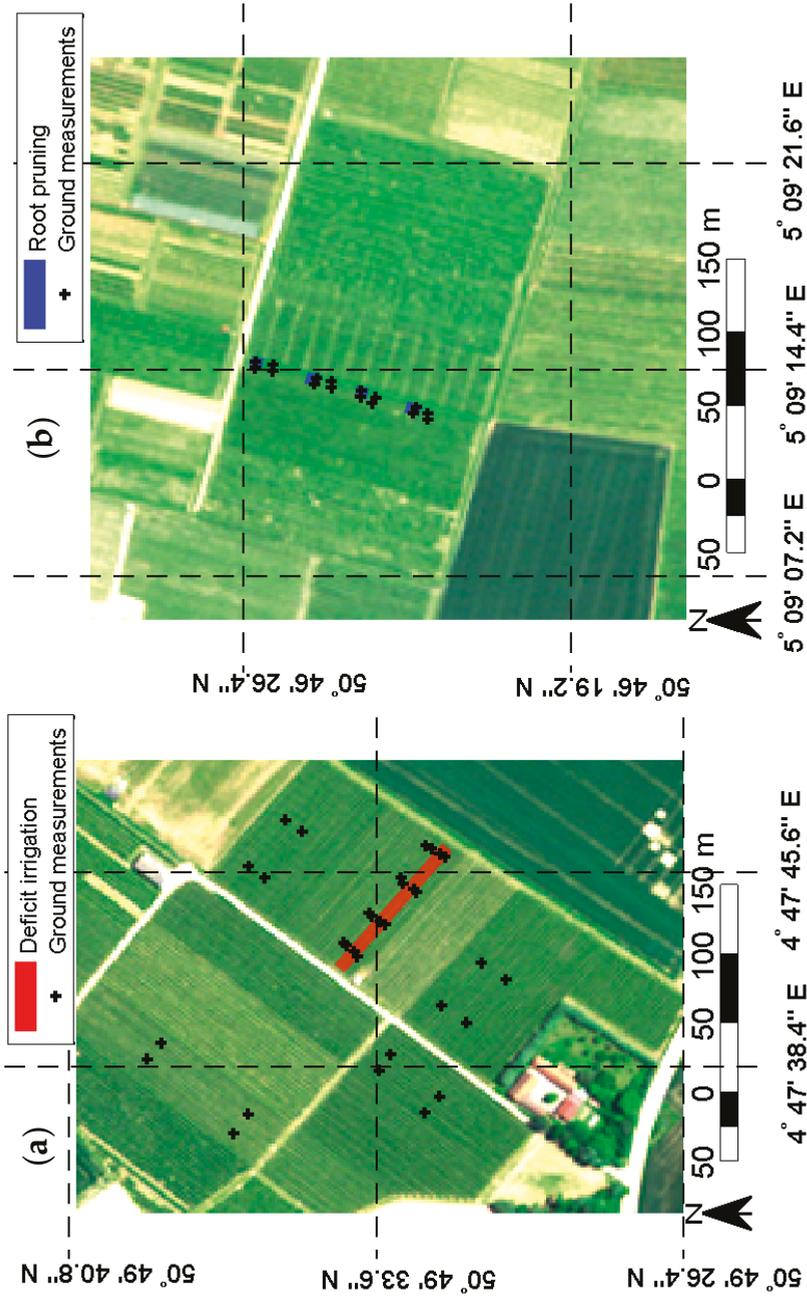 (a)
Deficit irrigation
Ground measurements
50° 49' 40.8'' N
50° 49' 33.6'' N
50° 49' 26.4'' N
50 0 50 100 150 m
N
4° 47' 38.4'' E
4° 47' 45.6'' E
(b)
Root pruning
Ground measurements
50° 46' 26.4'' N
50° 46' 19.2'' N
50 0 50 100 150 m
N
5° 09' 07.2'' E
5° 09' 14.4'' E
5° 09' 21.6'' E